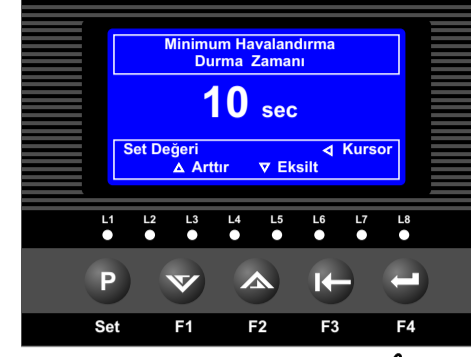 Minimum Havalandırma
Durma Zamanı
10 sec
Set Değeri ◁ Kursor
△ Arttır ▽ Eksilt
L1 L2 L3 L4 L5 L6 L7 L8
P
Set F1 F2 F3 F4